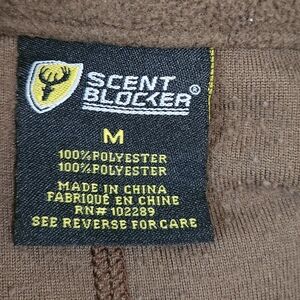 SCENT
BLOCKER®
M
100% POLYESTER
100% POLYESTER
MADE IN CHINA
FABRIQUÉ EN CHINE
RN# 102289
SEE REVERSE FOR CARE